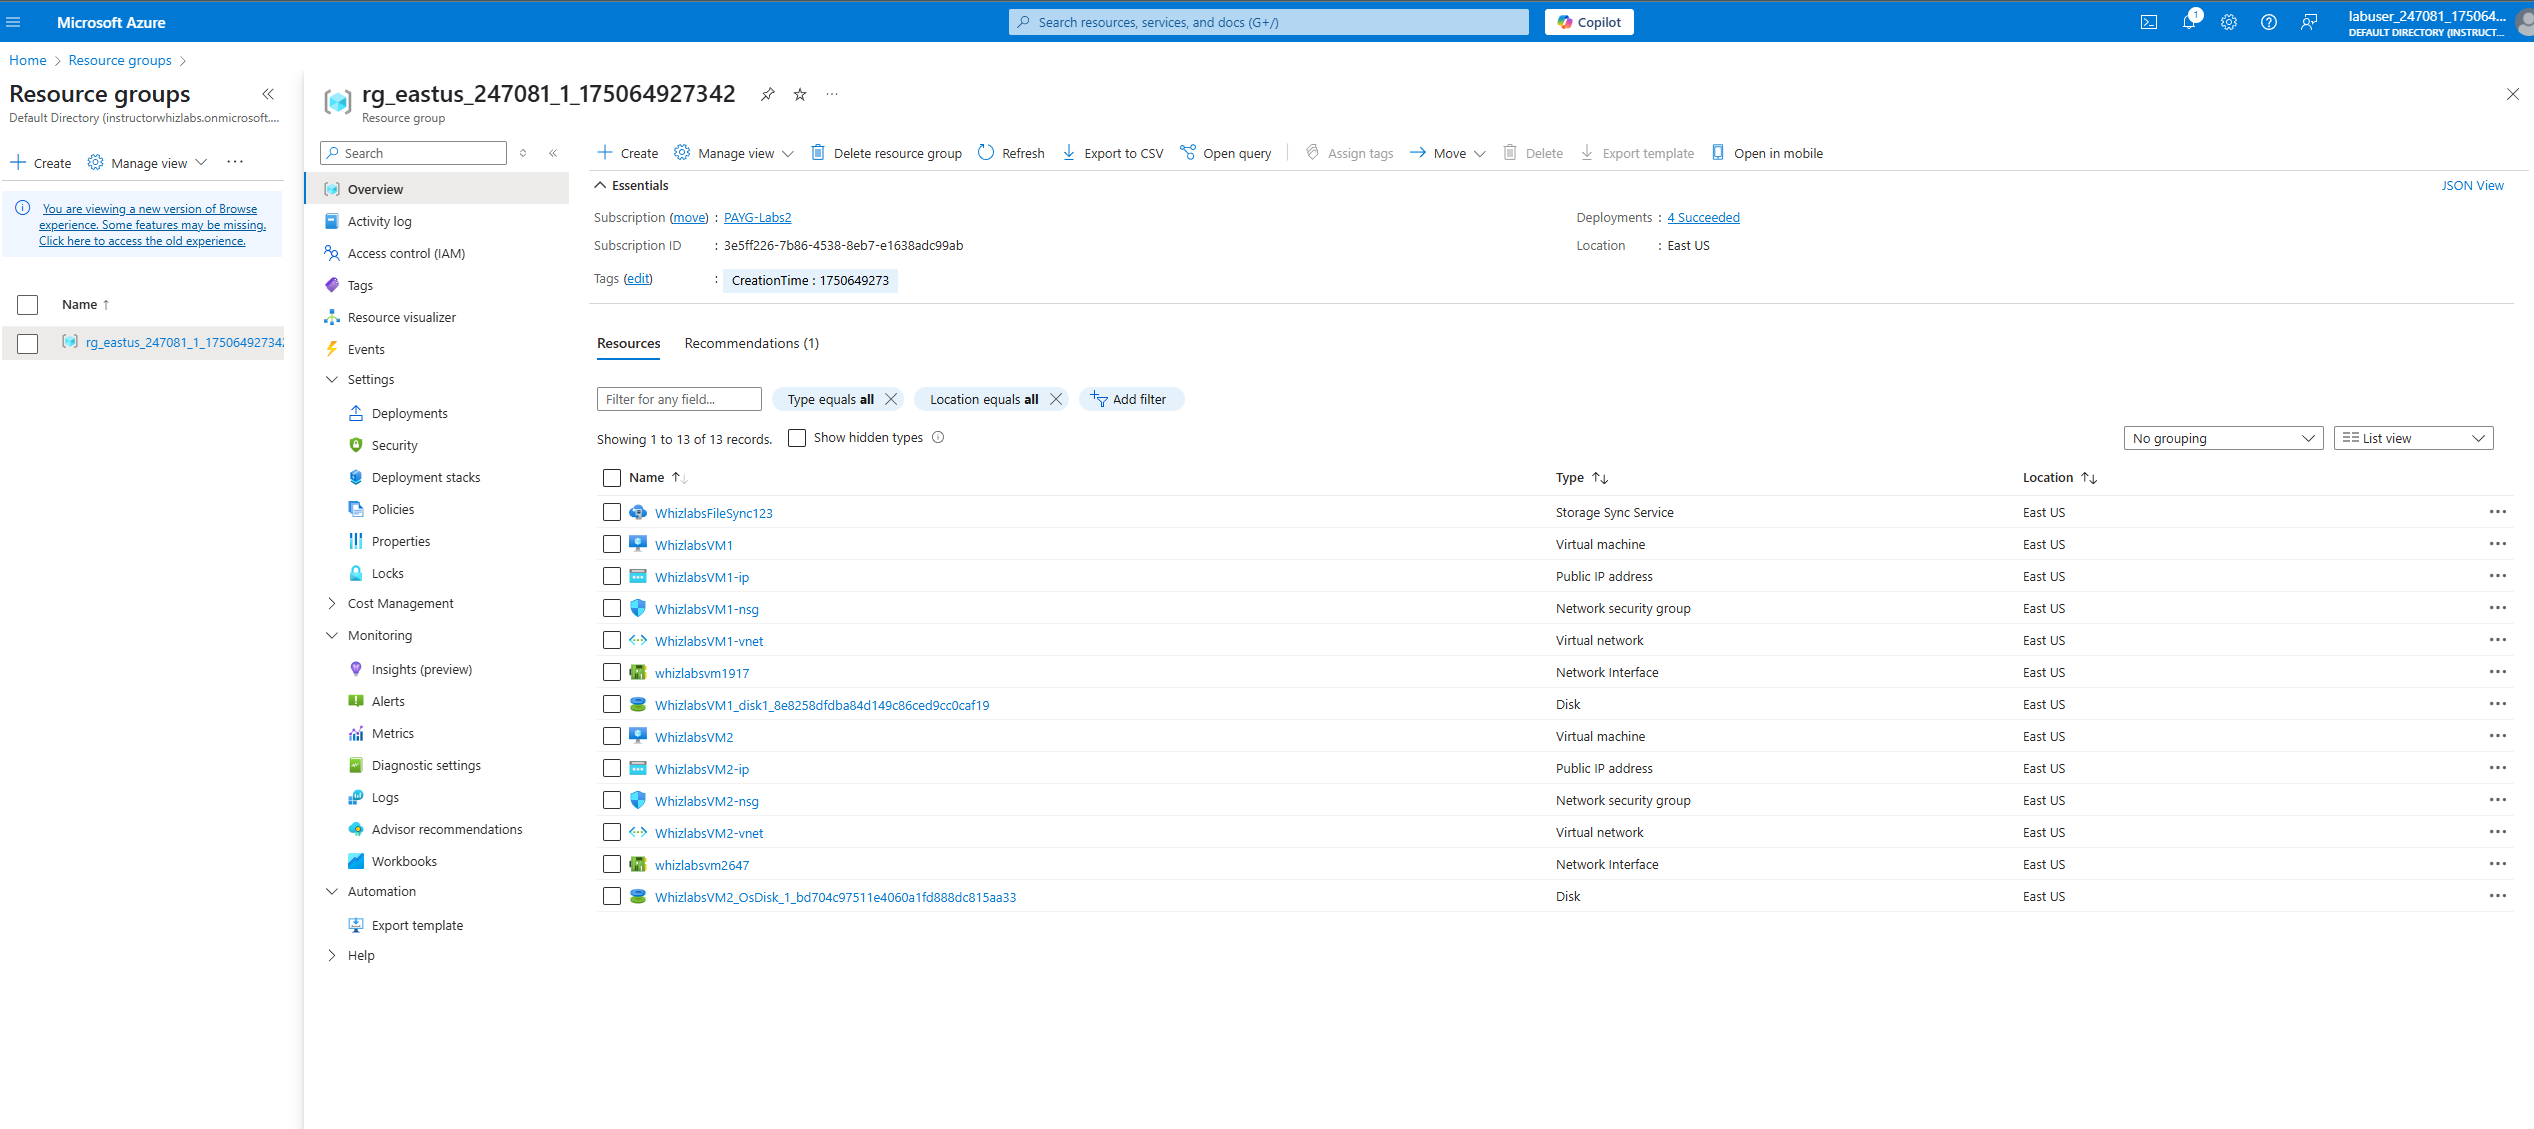 Microsoft Azure
Search resources, services, and docs (G+/)
Copilot
1
labuser_247081_175064...
DEFAULT DIRECTORY (INSTRUCT...
Home > Resource groups >
Resource groups
Default Directory (instructorwhizlabs.onmicrosoft....
Create
Manage view
You are viewing a new version of Browse
experience. Some features may be missing.
Click here to access the old experience.
Name ↑
rg_eastus_247081_1_175064927342
rg_eastus_247081_1_175064927342
Resource group
Search
Overview
Activity log
Access control (IAM)
Tags
Resource visualizer
Events
Settings
Deployments
Security
Deployment stacks
Policies
Properties
Locks
Cost Management
Monitoring
Insights (preview)
Alerts
Metrics
Diagnostic settings
Logs
Advisor recommendations
Workbooks
Automation
Export template
Help
Create Manage view Delete resource group Refresh Export to CSV Open query Assign tags Move Delete Export template Open in mobile
Essentials
JSON View
Subscription (move) : PAYG-Labs2
Subscription ID : 3e5ff226-7b86-4538-8eb7-e1638adc99ab
Tags (edit) : CreationTime : 1750649273
Deployments : 4 Succeeded
Location : East US
Resources Recommendations (1)
Filter for any field... Type equals all Location equals all Add filter
Showing 1 to 13 of 13 records. Show hidden types
No grouping List view
Name ↑↓ Type ↑↓ Location ↑↓
WhizlabsFileSync123 Storage Sync Service East US
WhizlabsVM1 Virtual machine East US
WhizlabsVM1-ip Public IP address East US
WhizlabsVM1-nsg Network security group East US
WhizlabsVM1-vnet Virtual network East US
whizlabsvm1917 Network Interface East US
WhizlabsVM1_disk1_8e8258dfdba84d149c86ced9cc0caf19 Disk East US
WhizlabsVM2 Virtual machine East US
WhizlabsVM2-ip Public IP address East US
WhizlabsVM2-nsg Network security group East US
WhizlabsVM2-vnet Virtual network East US
whizlabsvm2647 Network Interface East US
WhizlabsVM2_OsDisk_1_bd704c97511e4060a1fd888dc815aa33 Disk East US